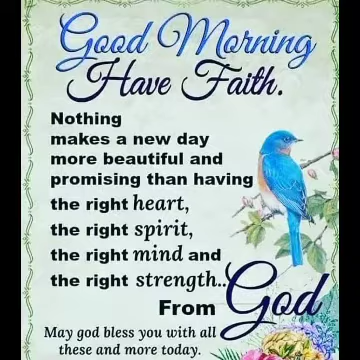 Good Morning
Have Faith.
Nothing
makes a new day
more beautiful and
promising than having
the right heart,
the right spirit,
the right mind and
the right strength..
From God
May god bless you with all
these and more today.